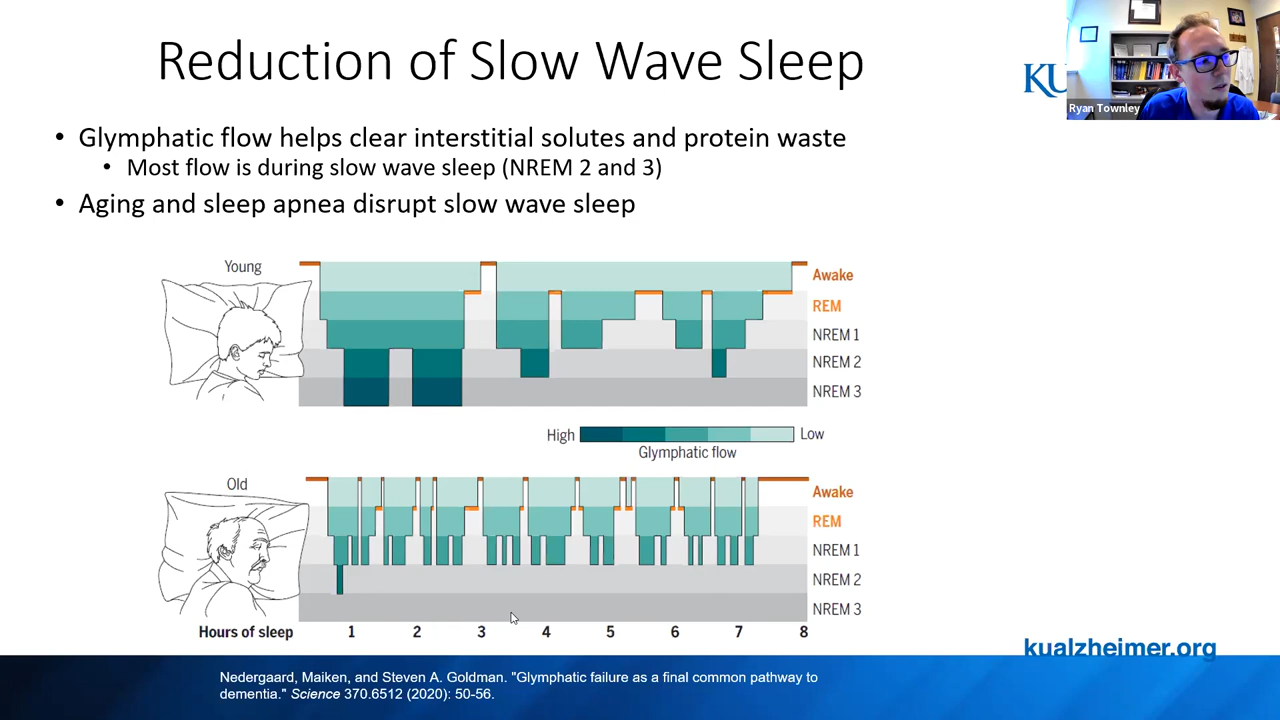 Reduction of Slow Wave Sleep
KU
Ryan Townley
• Glymphatic flow helps clear interstitial solutes and protein waste
• Most flow is during slow wave sleep (NREM 2 and 3)
• Aging and sleep apnea disrupt slow wave sleep
Young
Awake
REM
NREM 1
NREM 2
NREM 3
High
Low
Glymphatic flow
Old
Awake
REM
NREM 1
NREM 2
NREM 3
Hours of sleep 1 2 3 4 5 6 7 8
kualzheimer.org
Nedergaard, Maiken, and Steven A. Goldman. "Glymphatic failure as a final common pathway to
dementia." Science 370.6512 (2020): 50-56.